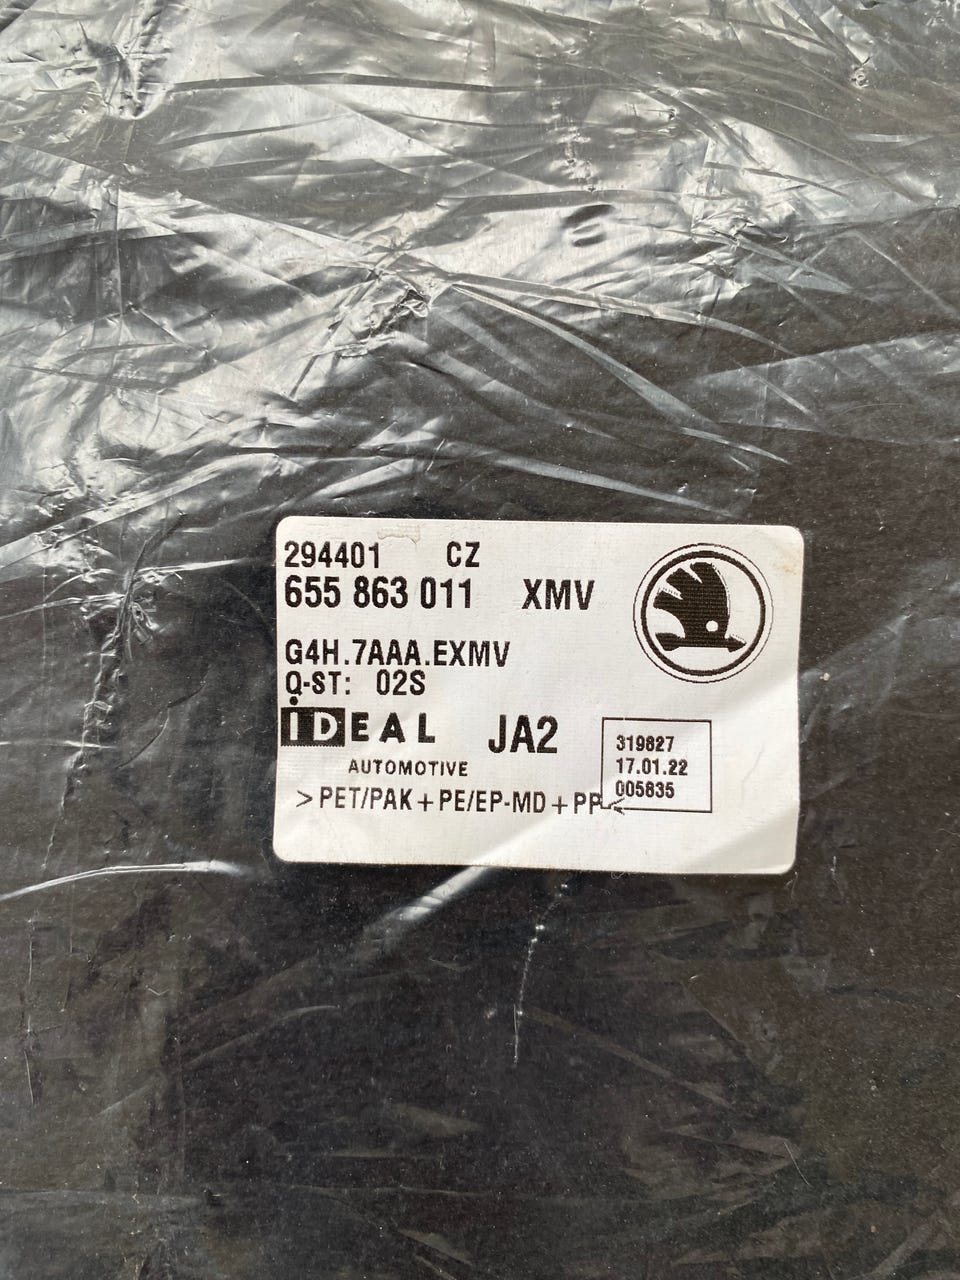 294401 CZ
655 863 011 XMV
G4H.7AAA.EXMV
Q-ST: 02S
IDEAL JA2
AUTOMOTIVE
319827
17.01.22
005835
>PET/PAK+PE/EP-MD+PP<